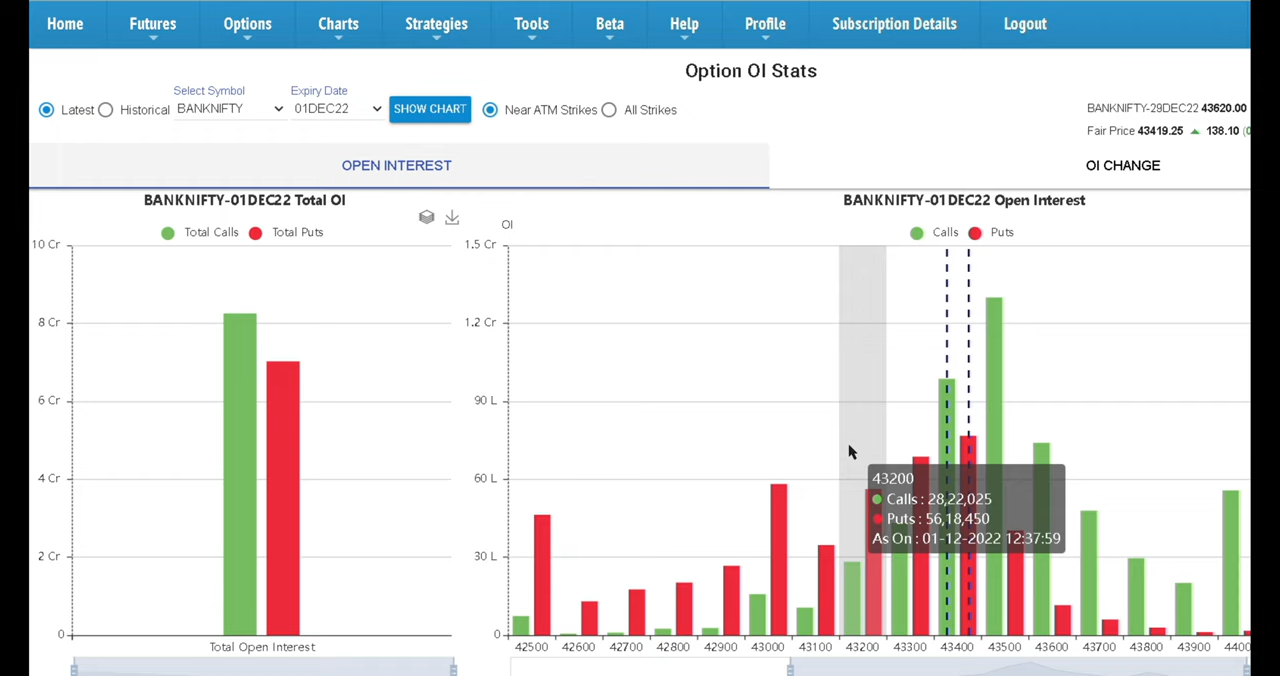 Home Futures Options Charts Strategies Tools Beta Help Profile Subscription Details Logout
Option OI Stats
Select Symbol Expiry Date
Latest Historical BANKNIFTY 01DEC22 SHOW CHART Near ATM Strikes All Strikes
BANKNIFTY-29DEC22 43620.00
Fair Price 43419.25 138.10
OPEN INTEREST OI CHANGE
BANKNIFTY-01DEC22 Total OI
Total Calls Total Puts
10 Cr
8 Cr
6 Cr
4 Cr
2 Cr
0
Total Open Interest
BANKNIFTY-01DEC22 Open Interest
OI
Calls Puts
1.5 Cr
1.2 Cr
90 L
60 L
30 L
0
43200
Calls : 28,22,025
Puts : 56,18,450
As On : 01-12-2022 12:37:59
42500 42600 42700 42800 42900 43000 43100 43200 43300 43400 43500 43600 43700 43800 43900 4400